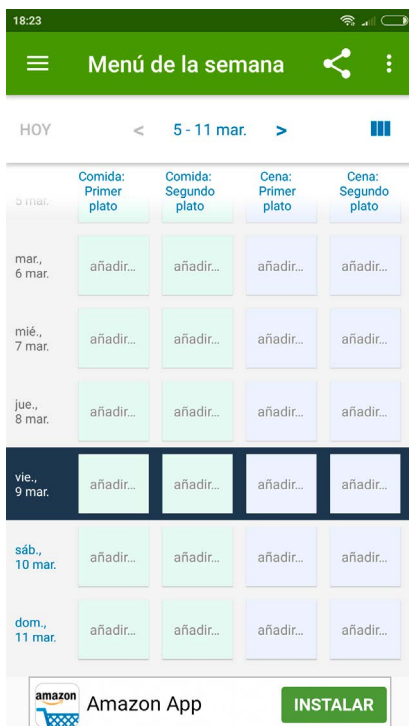 18:23
Menú de la semana
HOY < 5 - 11 mar. >
Comida: Primer plato
Comida: Segundo plato
Cena: Primer plato
Cena: Segundo plato
5 mar.
mar., 6 mar. añadir... añadir... añadir... añadir...
mié., 7 mar. añadir... añadir... añadir... añadir...
jue., 8 mar. añadir... añadir... añadir... añadir...
vie., 9 mar. añadir... añadir... añadir... añadir...
sáb., 10 mar. añadir... añadir... añadir... añadir...
dom., 11 mar. añadir... añadir... añadir... añadir...
amazon
Amazon App
INSTALAR